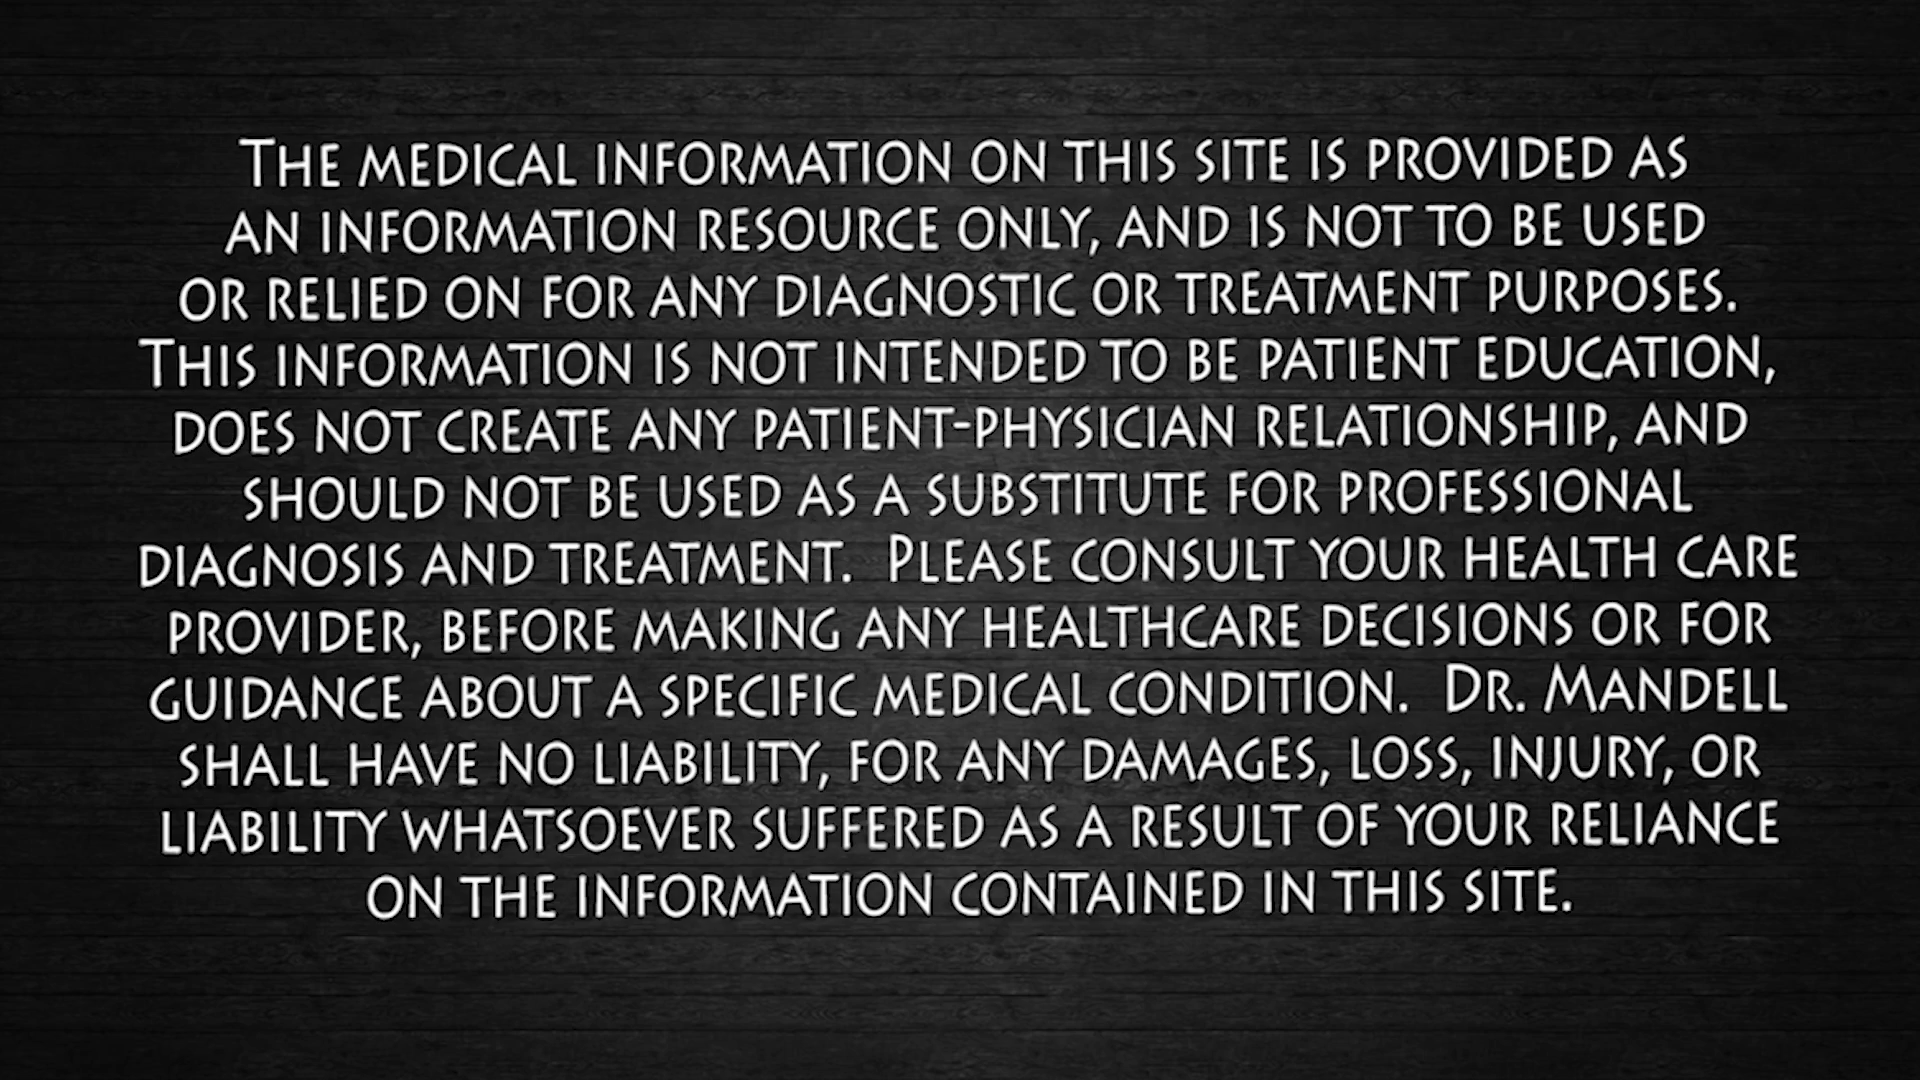 The medical information on this site is provided as
an information resource only, and is not to be used
or relied on for any diagnostic or treatment purposes.
This information is not intended to be patient education,
does not create any patient-physician relationship, and
should not be used as a substitute for professional
diagnosis and treatment.  Please consult your health care
provider, before making any healthcare decisions or for
guidance about a specific medical condition.  Dr. Mandell
shall have no liability, for any damages, loss, injury, or
liability whatsoever suffered as a result of your reliance
on the information contained in this site.